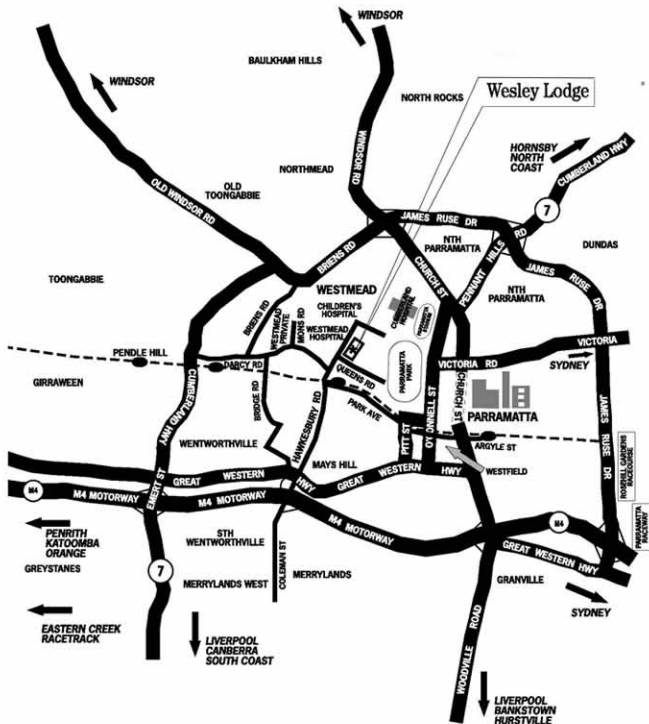 WINDSOR
BAULKHAM HILLS
WINDSOR
Wesley Lodge
NORTH ROCKS
HORNSBY
NORTH
COAST
CUMBERLAND HWY
WINDSOR RD
NORTHMEAD
OLD
TOONGABBIE
OLD WINDSOR RD
7
JAMES RUSE DR
BRIENS RD
NTH
PARRAMATTA
PENNANT HILLS RD
DUNDAS
CHURCH ST
TOONGABBIE
WESTMEAD
CHILDREN'S
HOSPITAL
CUMBERLAND
HOSPITAL
NTH
PARRAMATTA
JAMES RUSE DR
BRIENS RD
WESTMEAD
PRIVATE
MONS RD
WESTMEAD
HOSPITAL
PENDLE HILL
DARCY RD
QUEENS RD
PARRAMATTA
PARK
VICTORIA RD
VICTORIA
SYDNEY
GIRRAWEEN
CUMBERLAND HWY
BRIDGE RD
HAWKESBURY RD
PARK AVE
PITT ST
O'CONNELL ST
CHURCH ST
PARRAMATTA
ARGYLE ST
JAMES RUSE DR
WENTWORTHVILLE
MAYS HILL
WESTFIELD
ROSEHILL GARDENS
RACECOURSE
GREAT WESTERN HWY
GREAT WESTERN HWY
EMERT ST
M4
M4 MOTORWAY
M4 MOTORWAY
M4 MOTORWAY
M4
PARRAMATTA
RACEWAY
PENRITH
KATOOMBA
ORANGE
STH
WENTWORTHVILLE
GREAT WESTERN HWY
GREYSTANES
7
MERRYLANDS WEST
COLEMAN ST
MERRYLANDS
GRANVILLE
SYDNEY
EASTERN CREEK
RACETRACK
LIVERPOOL
CANBERRA
SOUTH COAST
WOODVILLE ROAD
LIVERPOOL
BANKSTOWN
HURSTVILLE